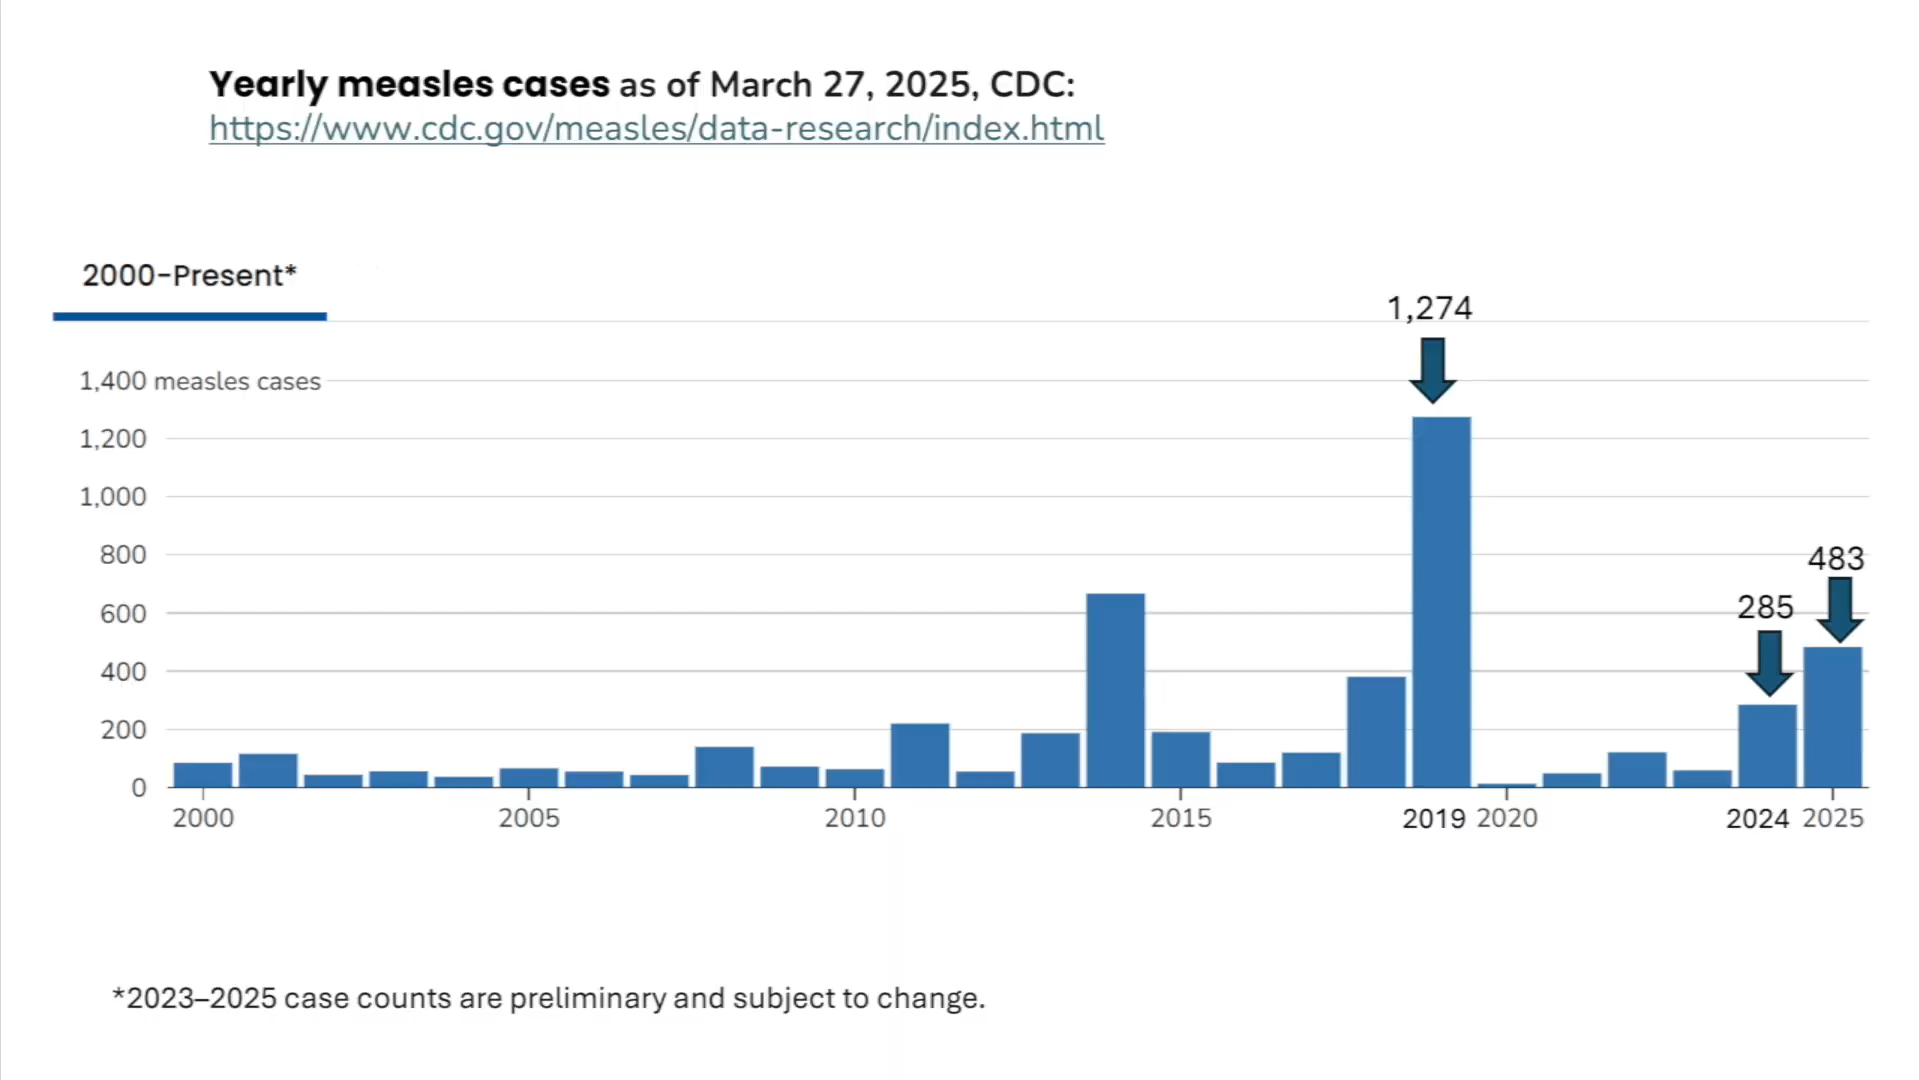 Yearly measles cases as of March 27, 2025, CDC:
https://www.cdc.gov/measles/data-research/index.html
2000-Present*
1,274
1,400 measles cases
1,200
1,000
800
483
285
600
400
200
0
2000 2005 2010 2015 2019 2020 2024 2025
*2023–2025 case counts are preliminary and subject to change.